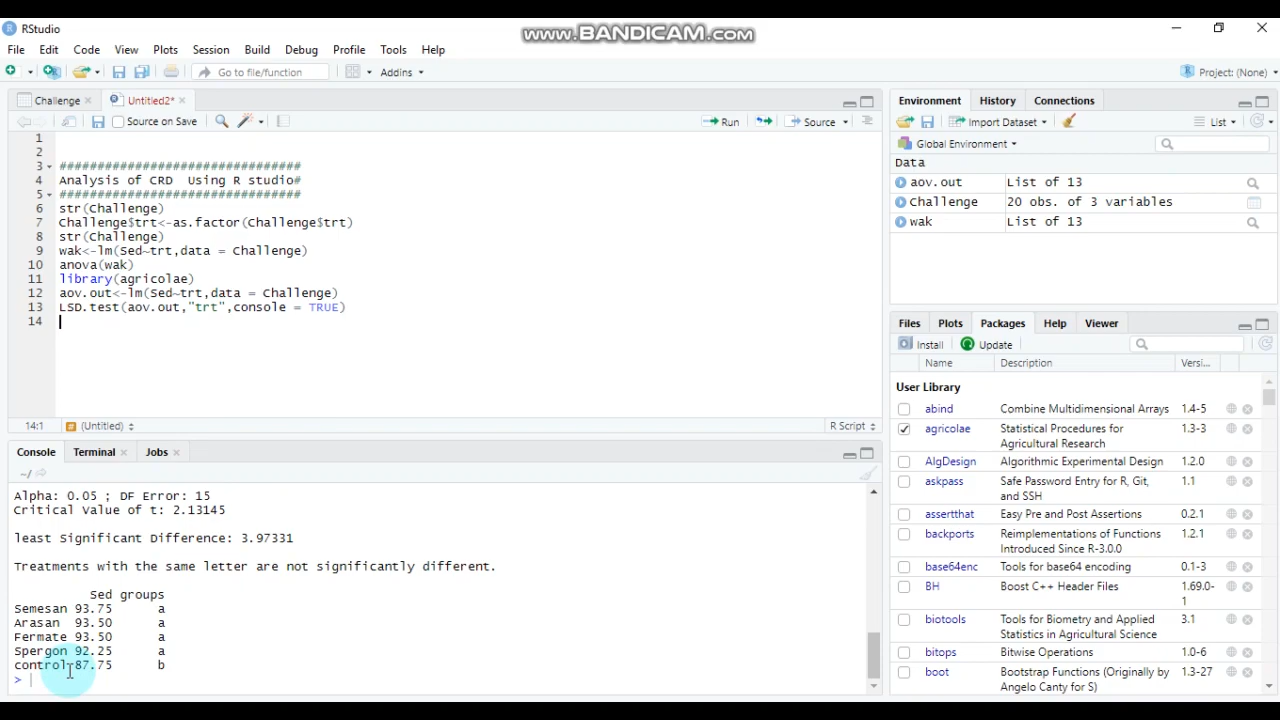 RStudio
www.BANDICAM.com
File Edit Code View Plots Session Build Debug Profile Tools Help
Go to file/function Addins Project: (None)
Challenge Untitled2*
Source on Save Run Source
1
2
3 ################################
4 Analysis of CRD  Using R studio#
5 ################################
6 str(Challenge)
7 Challenge$trt<-as.factor(Challenge$trt)
8 str(Challenge)
9 wak<-lm(Sed~trt,data = Challenge)
10 anova(wak)
11 library(agricolae)
12 aov.out<-lm(Sed~trt,data = Challenge)
13 LSD.test(aov.out,"trt",console = TRUE)
14
14:1 (Untitled) R Script
Console Terminal Jobs
~/
Alpha: 0.05 ; DF Error: 15
Critical Value of t: 2.13145
least Significant Difference: 3.97331
Treatments with the same letter are not significantly different.
Sed groups
Semesan 93.75 a
Arasan 93.50 a
Fermate 93.50 a
Spergon 92.25 a
control 87.75 b
>
Environment History Connections
Import Dataset List
Global Environment
Data
aov.out List of 13
Challenge 20 obs. of 3 variables
wak List of 13
Files Plots Packages Help Viewer
Install Update
Name Description Versi...
User Library
abind Combine Multidimensional Arrays 1.4-5
agricolae Statistical Procedures for 1.3-3
Agricultural Research
AlgDesign Algorithmic Experimental Design 1.2.0
askpass Safe Password Entry for R, Git, 1.1
and SSH
assertthat Easy Pre and Post Assertions 0.2.1
backports Reimplementations of Functions 1.2.1
Introduced Since R-3.0.0
base64enc Tools for base64 encoding 0.1-3
BH Boost C++ Header Files 1.69.0-
1
biotools Tools for Biometry and Applied 3.1
Statistics in Agricultural Science
bitops Bitwise Operations 1.0-6
boot Bootstrap Functions (Originally by 1.3-27
Angelo Canty for S)